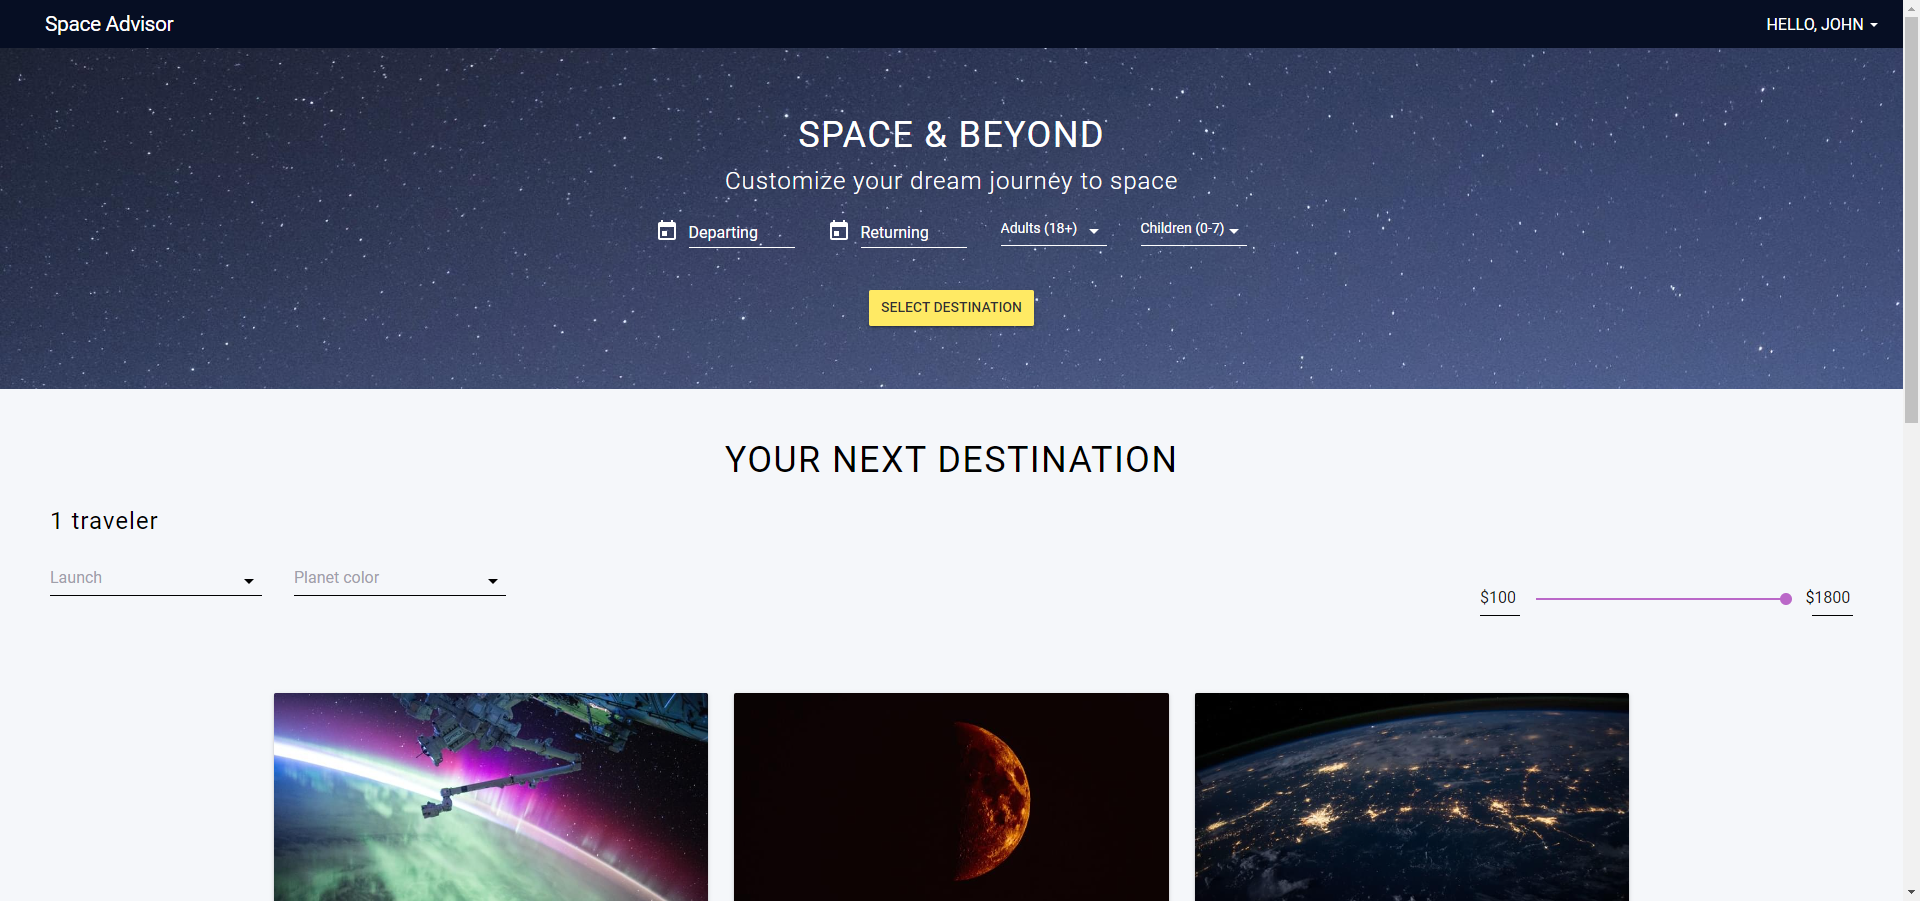 Space Advisor
HELLO, JOHN
SPACE & BEYOND
Customize your dream journey to space
Departing
Returning
Adults (18+)
Children (0-7)
SELECT DESTINATION
YOUR NEXT DESTINATION
1 traveler
Launch
Planet color
$100
$1800